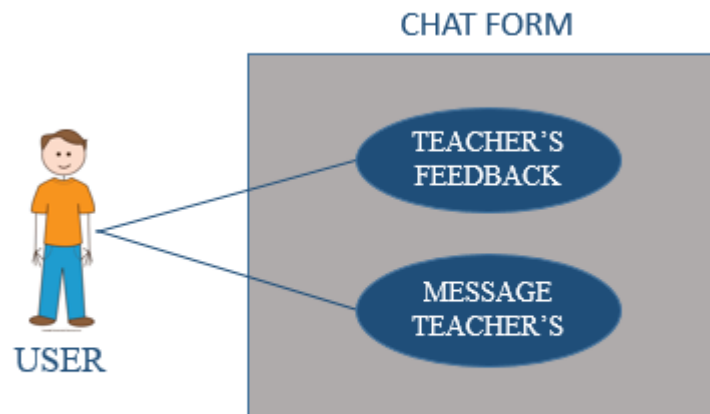 CHAT FORM
TEACHER'S
FEEDBACK
MESSAGE
TEACHER'S
USER